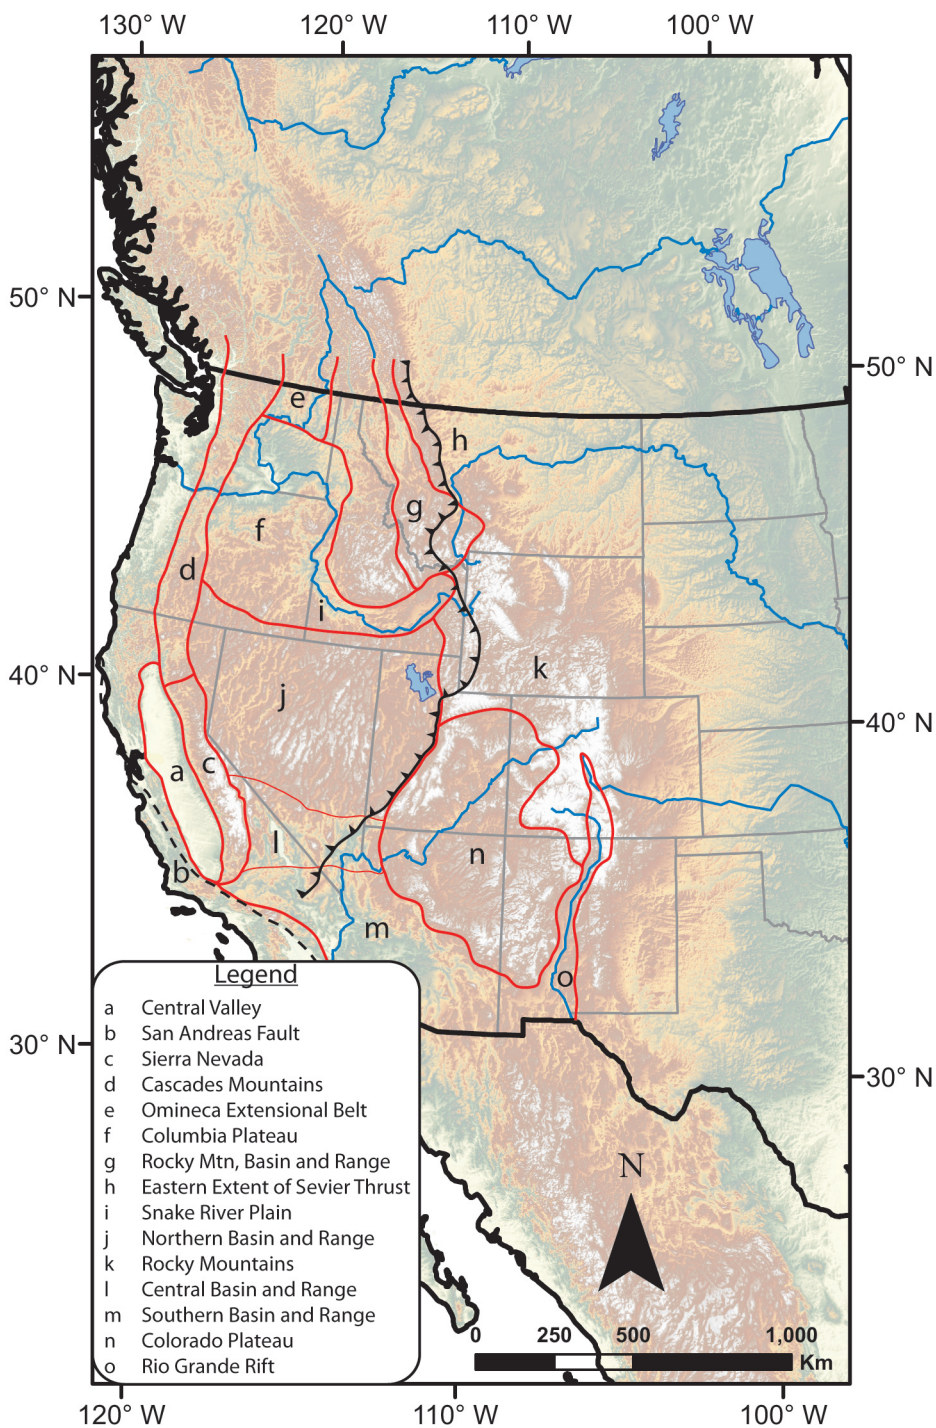 130° W 120° W 110° W 100° W
50° N
50° N
e
h
g
f
d
i
k
40° N
j
40° N
a
c
l
n
b
m
o
Legend
a Central Valley
b San Andreas Fault
c Sierra Nevada
d Cascades Mountains
e Omineca Extensional Belt
f Columbia Plateau
g Rocky Mtn, Basin and Range
h Eastern Extent of Sevier Thrust
i Snake River Plain
j Northern Basin and Range
k Rocky Mountains
l Central Basin and Range
m Southern Basin and Range
n Colorado Plateau
o Rio Grande Rift
30° N
30° N
N
0 250 500 1,000
Km
120° W 110° W 100° W